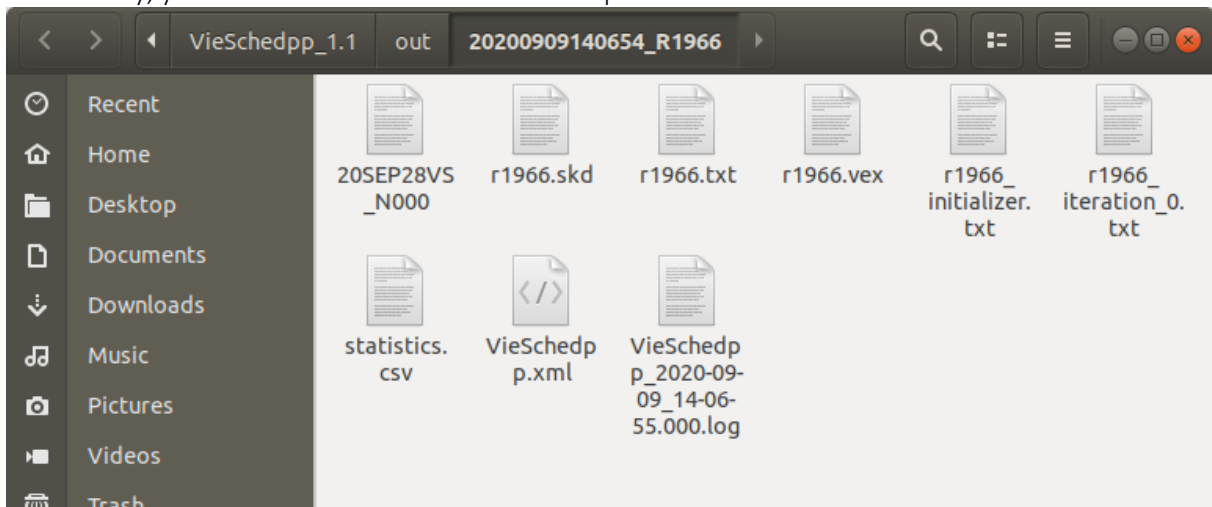 VieSchedpp_1.1 out 20200909140654_R1966
Recent
Home
Desktop
Documents
Downloads
Music
Pictures
Videos
Trash
20SEP28VS
_N000
r1966.skd
r1966.txt
r1966.vex
r1966_
initializer.
txt
r1966_
iteration_0.
txt
statistics.
csv
VieSchedp
p.xml
VieSchedp
p_2020-09-
09_14-06-
55.000.log